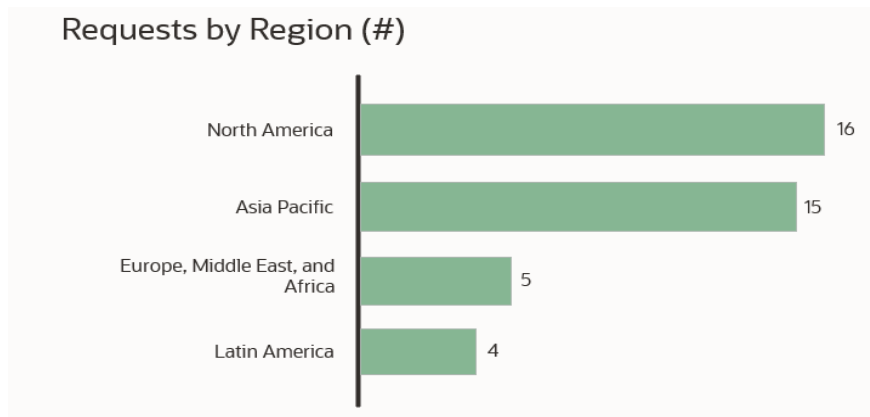 Requests by Region (#)
North America
16
Asia Pacific
15
Europe, Middle East, and
Africa
5
Latin America
4